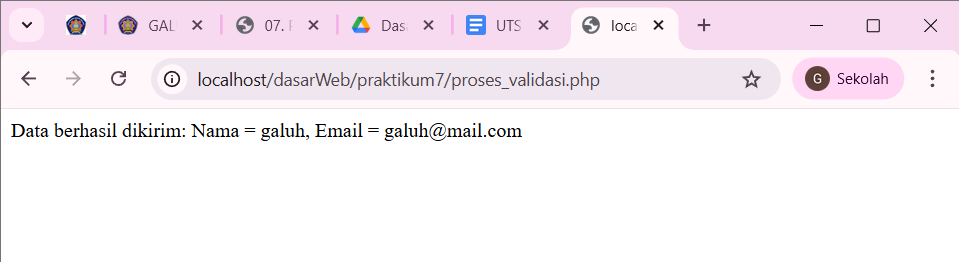 GAL
07. P
Dasa
UTS
loca
localhost/dasarWeb/praktikum7/proses_validasi.php
G Sekolah
Data berhasil dikirim: Nama = galuh, Email = galuh@mail.com